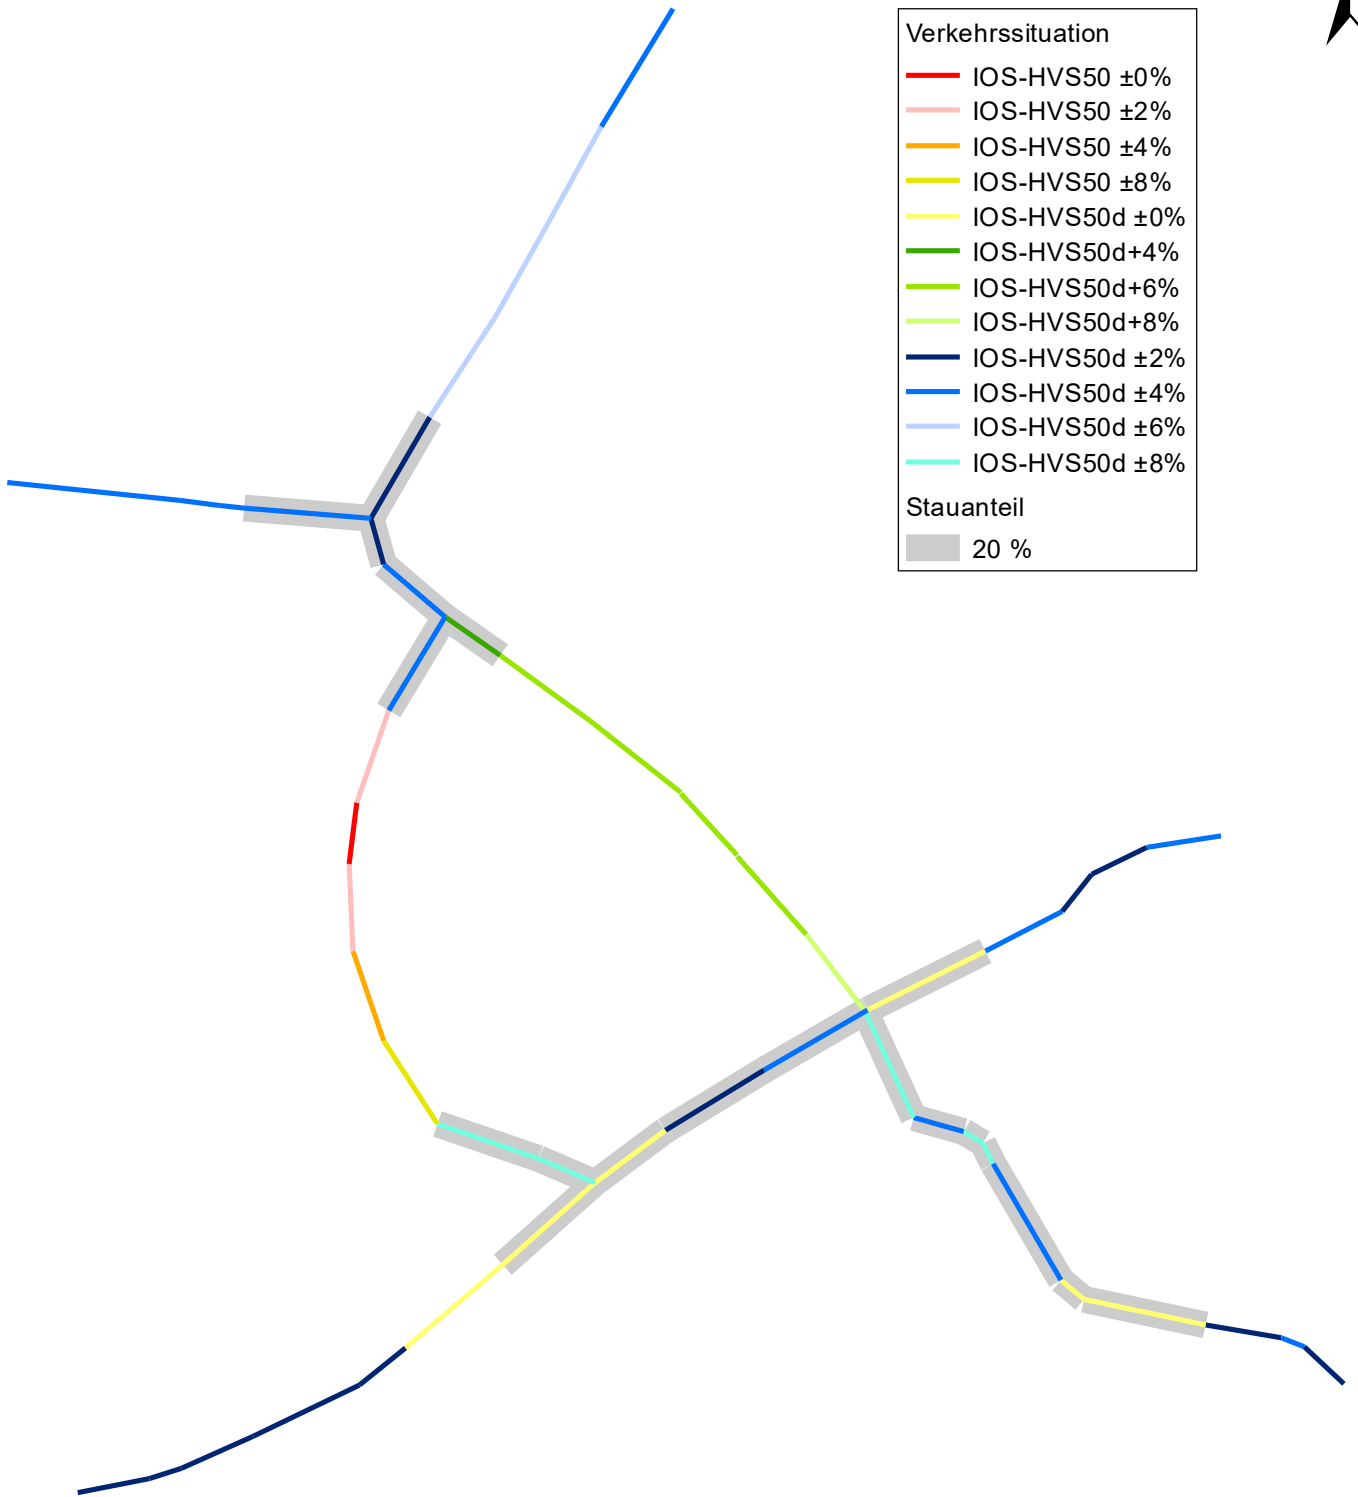 Verkehrssituation
IOS-HVS50 ±0%
IOS-HVS50 ±2%
IOS-HVS50 ±4%
IOS-HVS50 ±8%
IOS-HVS50d ±0%
IOS-HVS50d+4%
IOS-HVS50d+6%
IOS-HVS50d+8%
IOS-HVS50d ±2%
IOS-HVS50d ±4%
IOS-HVS50d ±6%
IOS-HVS50d ±8%
Stauanteil
20 %